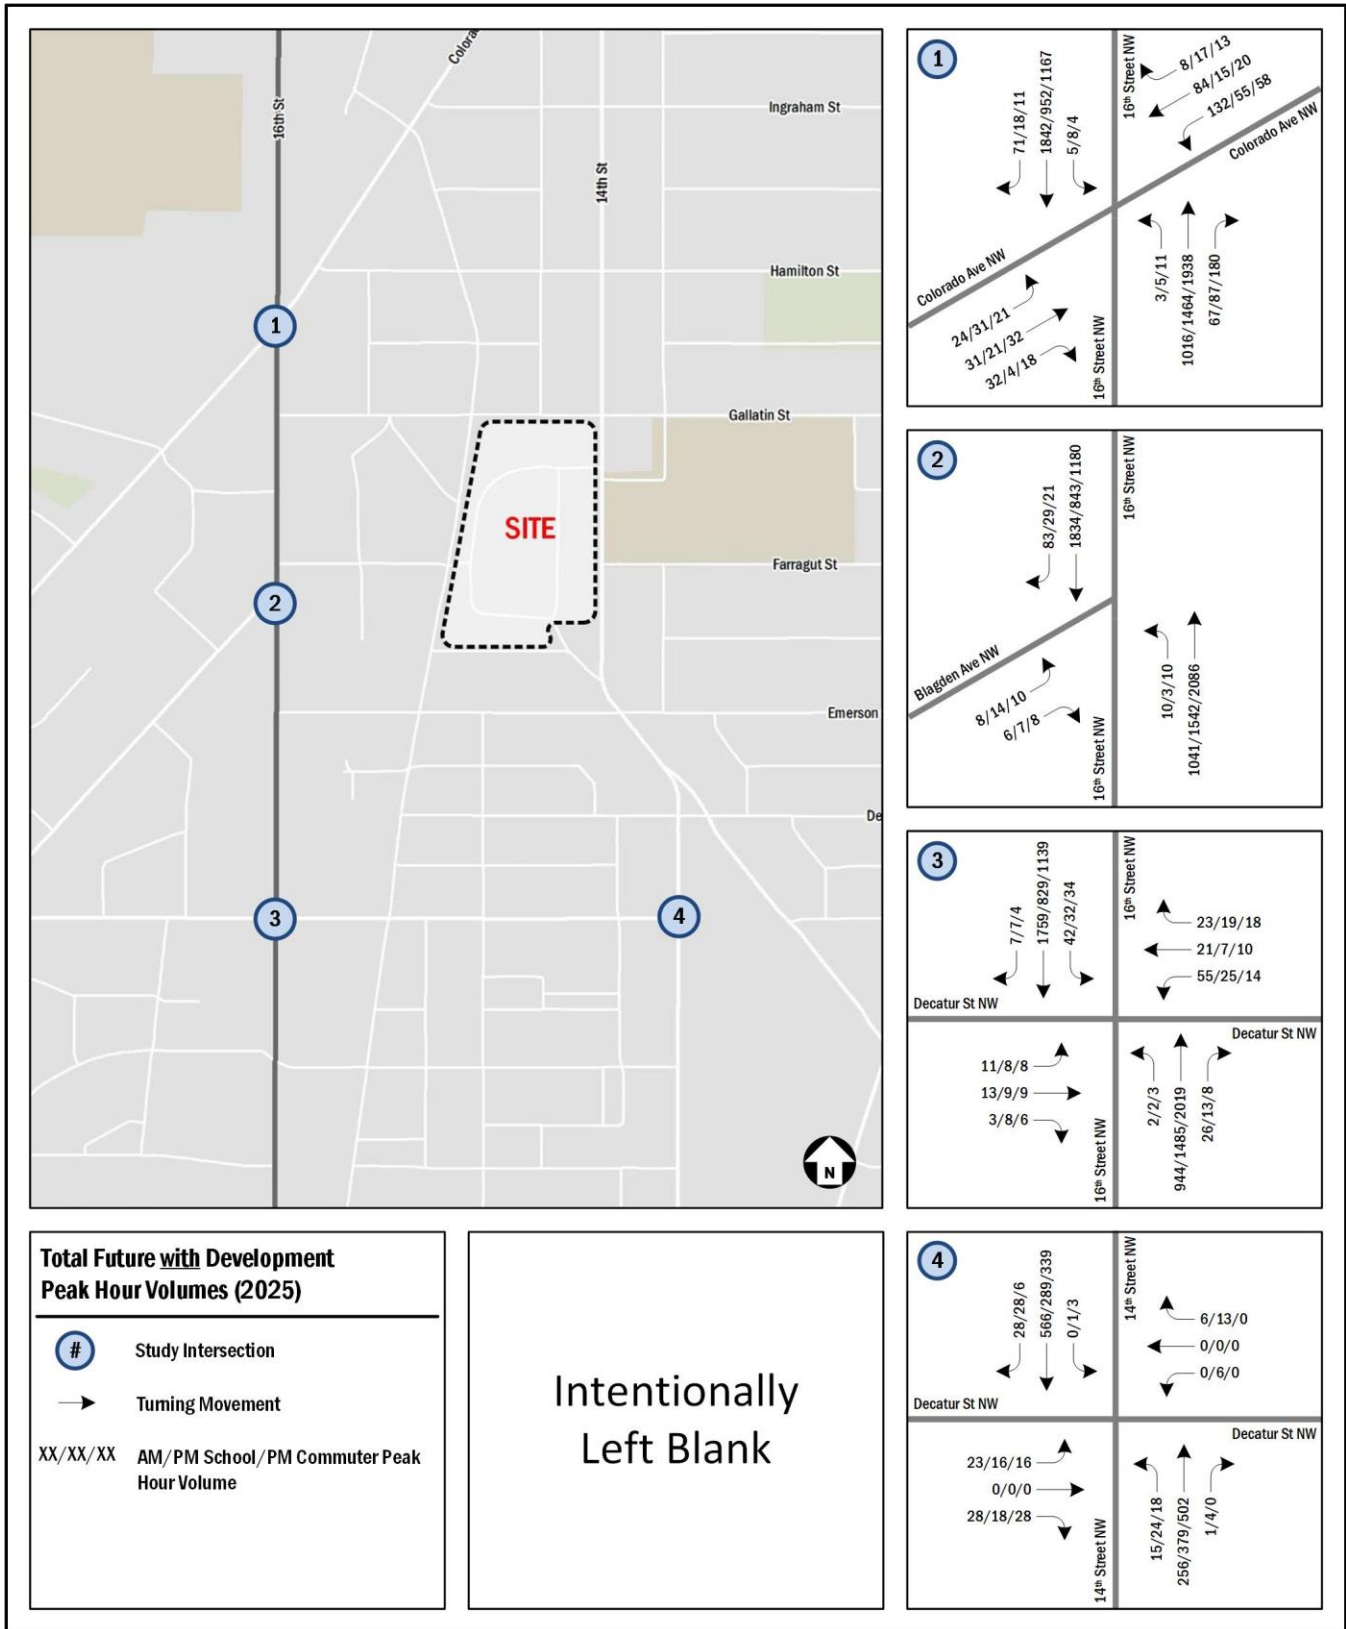 Colorad
16th St
Ingraham St
14th St
Hamilton St
1
Gallatin St
SITE
Farragut St
2
Emerson
De
3
4
N
1
16th Street NW
8/17/13
84/15/20
132/55/58
71/18/11
1842/952/1167
5/8/4
Colorado Ave NW
Colorado Ave NW
3/5/11
1016/1464/1938
67/87/180
24/31/21
31/21/32
32/4/18
16th Street NW
2
16th Street NW
83/29/21
1834/843/1180
Blagden Ave NW
8/14/10
6/7/8
10/3/10
1041/1542/2086
16th Street NW
3
16th Street NW
7/7/4
1759/829/1139
42/32/34
23/19/18
21/7/10
55/25/14
Decatur St NW
Decatur St NW
11/8/8
13/9/9
3/8/6
2/2/3
944/1485/2019
26/13/8
16th Street NW
Total Future with Development
Peak Hour Volumes (2025)
#
Study Intersection
Turning Movement
XX/XX/XX
AM/PM School/PM Commuter Peak
Hour Volume
Intentionally
Left Blank
4
14th Street NW
28/28/6
566/289/339
0/1/3
6/13/0
0/0/0
0/6/0
Decatur St NW
Decatur St NW
23/16/16
0/0/0
28/18/28
15/24/18
256/379/502
1/4/0
14th Street NW